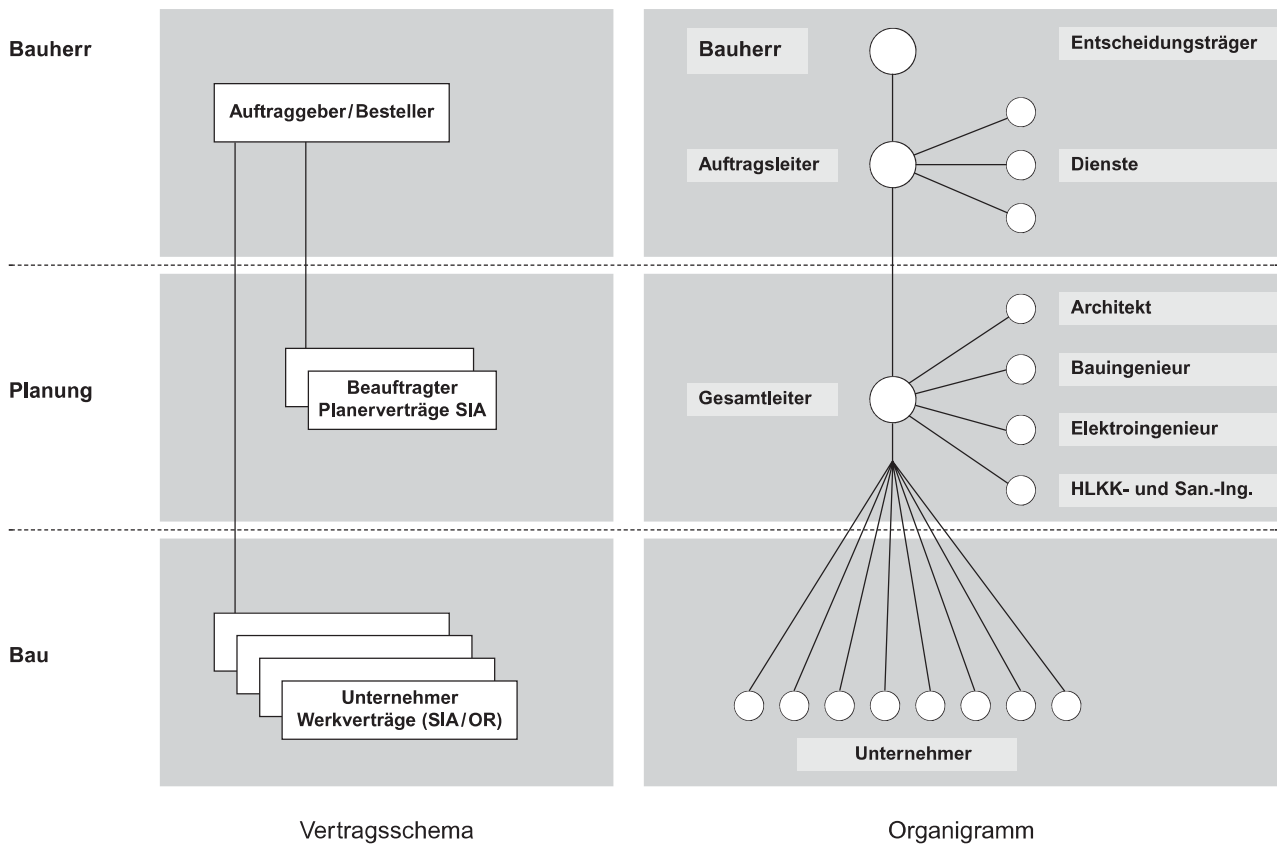 Bauherr
Auftraggeber/Besteller
Bauherr
Entscheidungsträger
Auftragsleiter
Dienste
Planung
Beauftragter
Planerverträge SIA
Gesamtleiter
Architekt
Bauingenieur
Elektroingenieur
HLKK- und San.-Ing.
Bau
Unternehmer
Werkverträge (SIA/OR)
Unternehmer
Vertragsschema
Organigramm